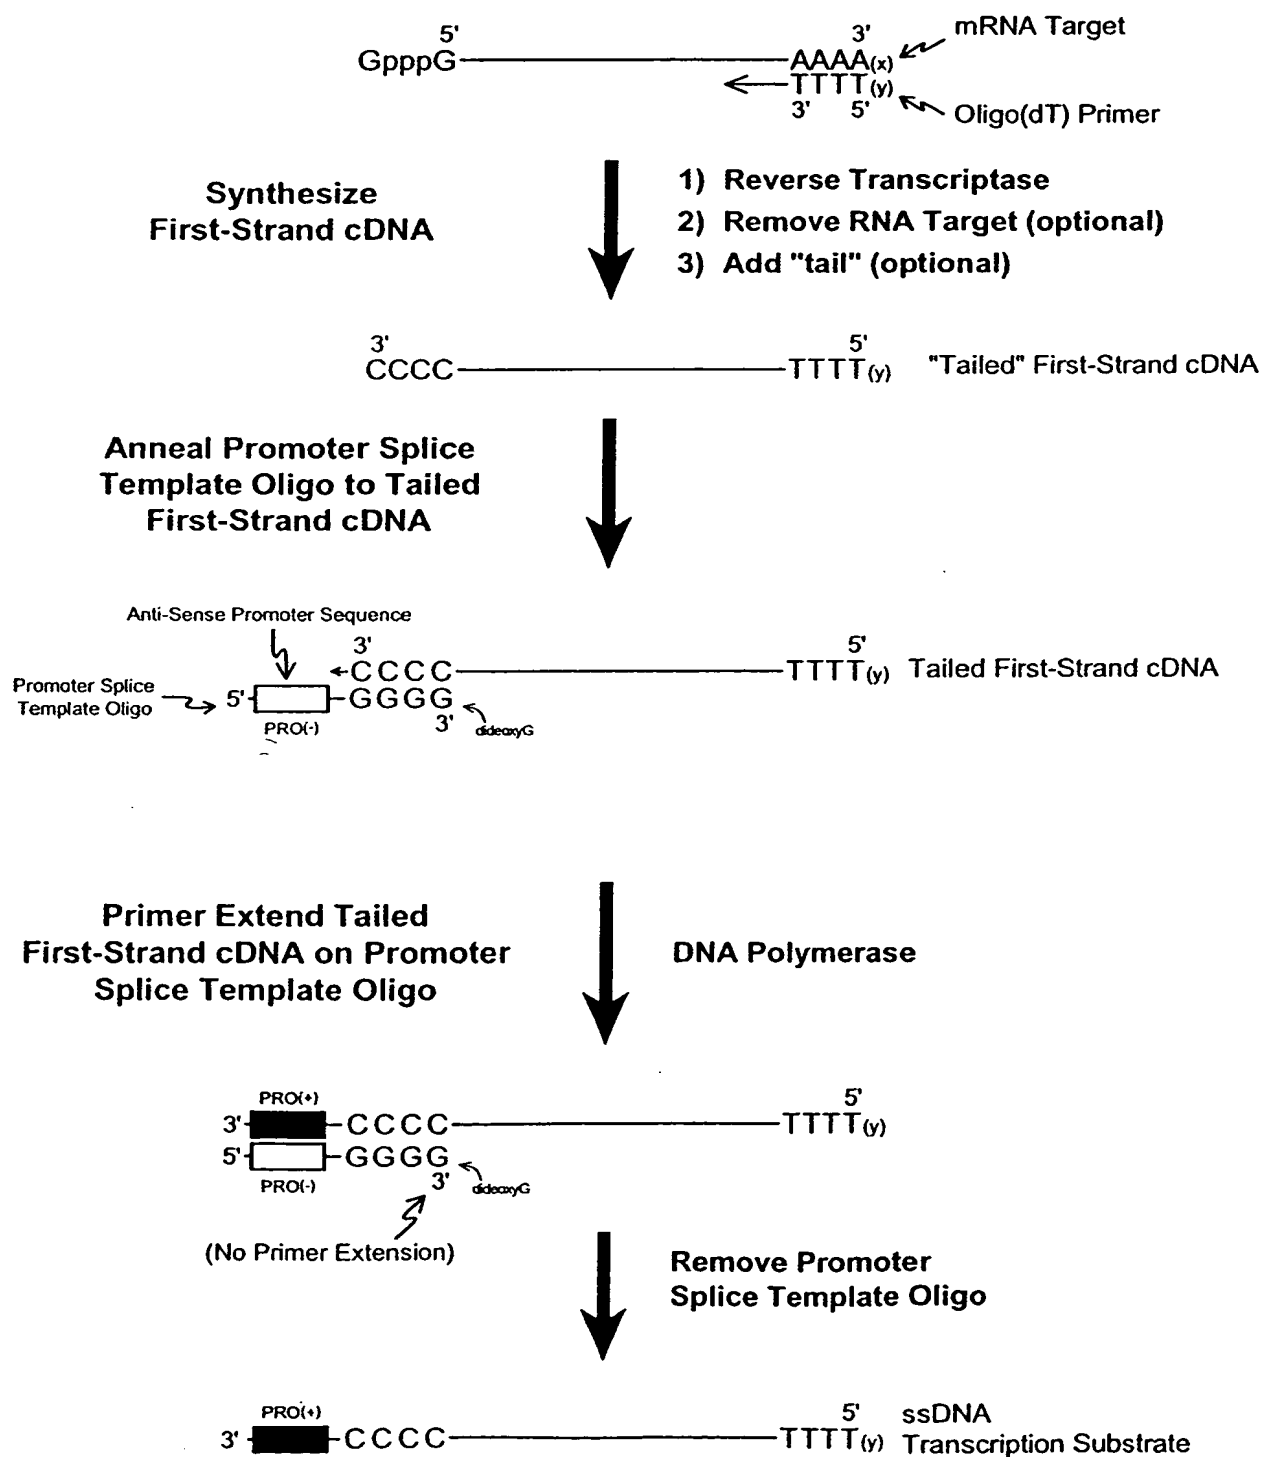 5' 3' mRNA Target
GpppG AAAA(x)
TTTT(y)
3' 5' Oligo(dT) Primer
Synthesize
First-Strand cDNA
1) Reverse Transcriptase
2) Remove RNA Target (optional)
3) Add "tail" (optional)
3' 5'
CCCC TTTT(y) "Tailed" First-Strand cDNA
Anneal Promoter Splice
Template Oligo to Tailed
First-Strand cDNA
Anti-Sense Promoter Sequence
3' 5'
CCCC TTTT(y) Tailed First-Strand cDNA
Promoter Splice
Template Oligo
5' GGGG
PRO(-) 3' dideoxyG
Primer Extend Tailed
First-Strand cDNA on Promoter
Splice Template Oligo
DNA Polymerase
PRO(+) 5'
3' CCCC TTTT(y)
5' GGGG
PRO(-) 3' dideoxyG
(No Primer Extension)
Remove Promoter
Splice Template Oligo
PRO(+) 5' ssDNA
3' CCCC TTTT(y) Transcription Substrate